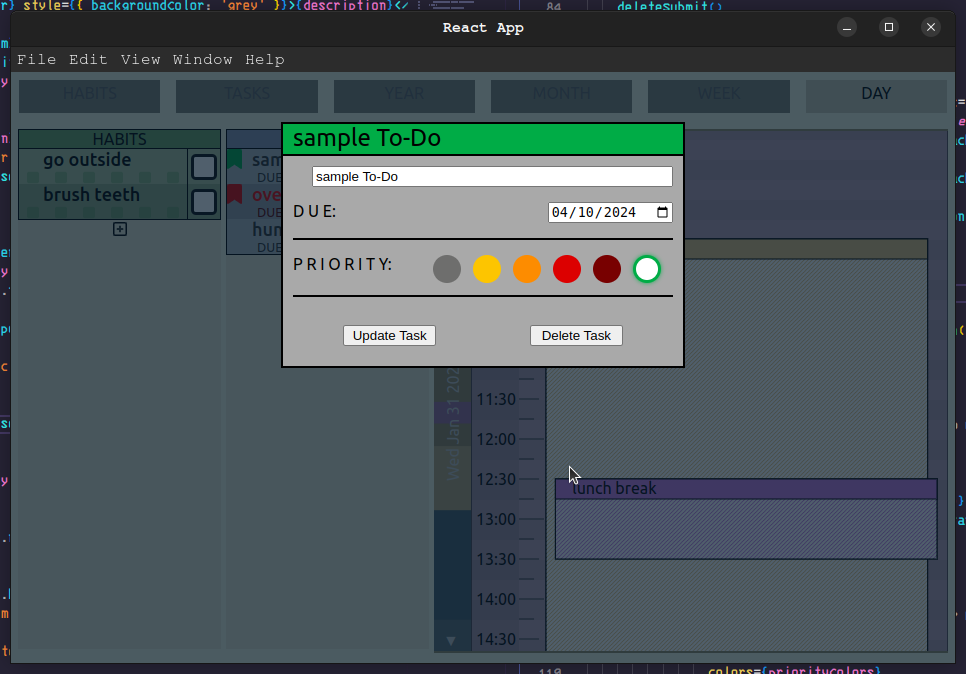 r} style={{ backgroundColor: 'grey' }}>{description}</
84
deleteSubmit()
React App
File Edit View Window Help
HABITS
TASKS
YEAR
MONTH
WEEK
DAY
HABITS
go outside
brush teeth
sam
DUE
ove
DUE
hun
DUE
sample To-Do
sample To-Do
DUE:
04/10/2024
PRIORITY:
Update Task
Delete Task
Wed Jan 31 202
11:30
12:00
12:30
lunch break
13:00
13:30
14:00
14:30
110
colors={priorityColors}